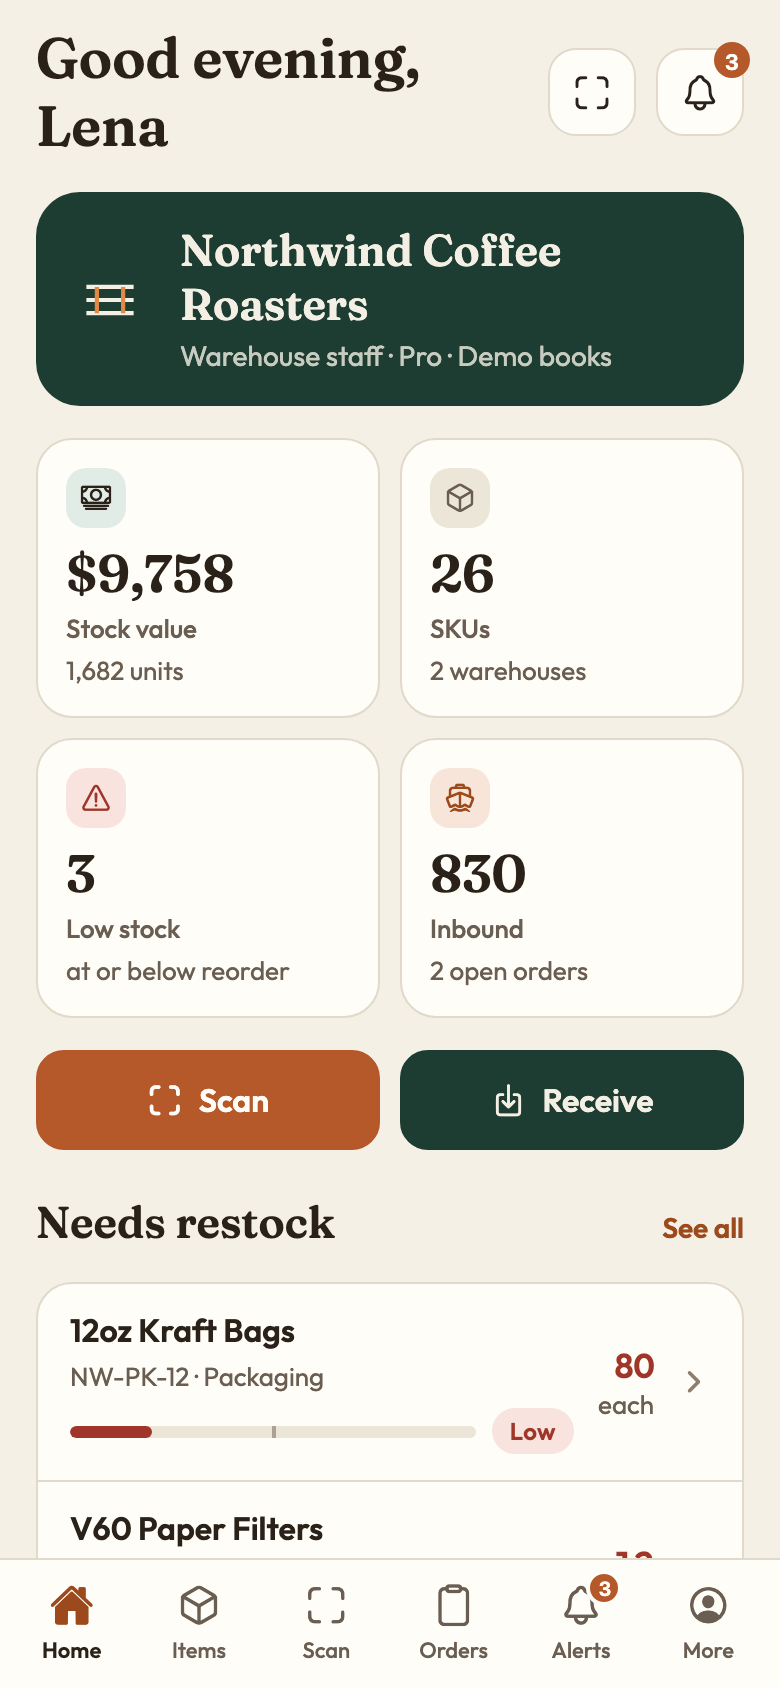 Good evening,
Lena
3
Northwind Coffee
Roasters
Warehouse staff · Pro · Demo books
$9,758
Stock value
1,682 units
26
SKUs
2 warehouses
3
Low stock
at or below reorder
830
Inbound
2 open orders
Scan
Receive
Needs restock
See all
12oz Kraft Bags
NW-PK-12 · Packaging
80
each
Low
V60 Paper Filters
3
Home
Items
Scan
Orders
Alerts
More